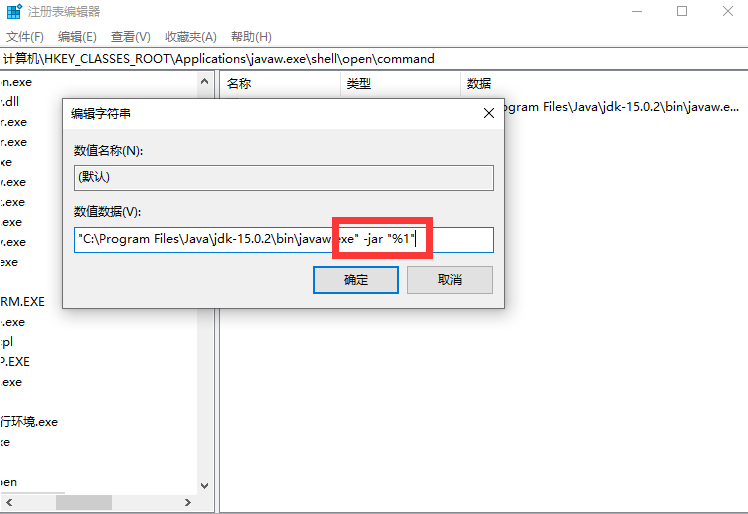 注册表编辑器
文件(F) 编辑(E) 查看(V) 收藏夹(A) 帮助(H)
计算机\HKEY_CLASSES_ROOT\Applications\javaw.exe\shell\open\command
名称 类型 数据
on.exe
.dll
r.exe
r.exe
xe
v.exe
t.exe
.exe
y.exe
exe
RM.EXE
e.exe
cpl
P.EXE
.exe
行环境.exe
xe
pen
ogram Files\Java\jdk-15.0.2\bin\javaw.e...
编辑字符串
数值名称(N):
(默认)
数值数据(V):
"C:\Program Files\Java\jdk-15.0.2\bin\javaw.exe" -jar "%1"
确定 取消